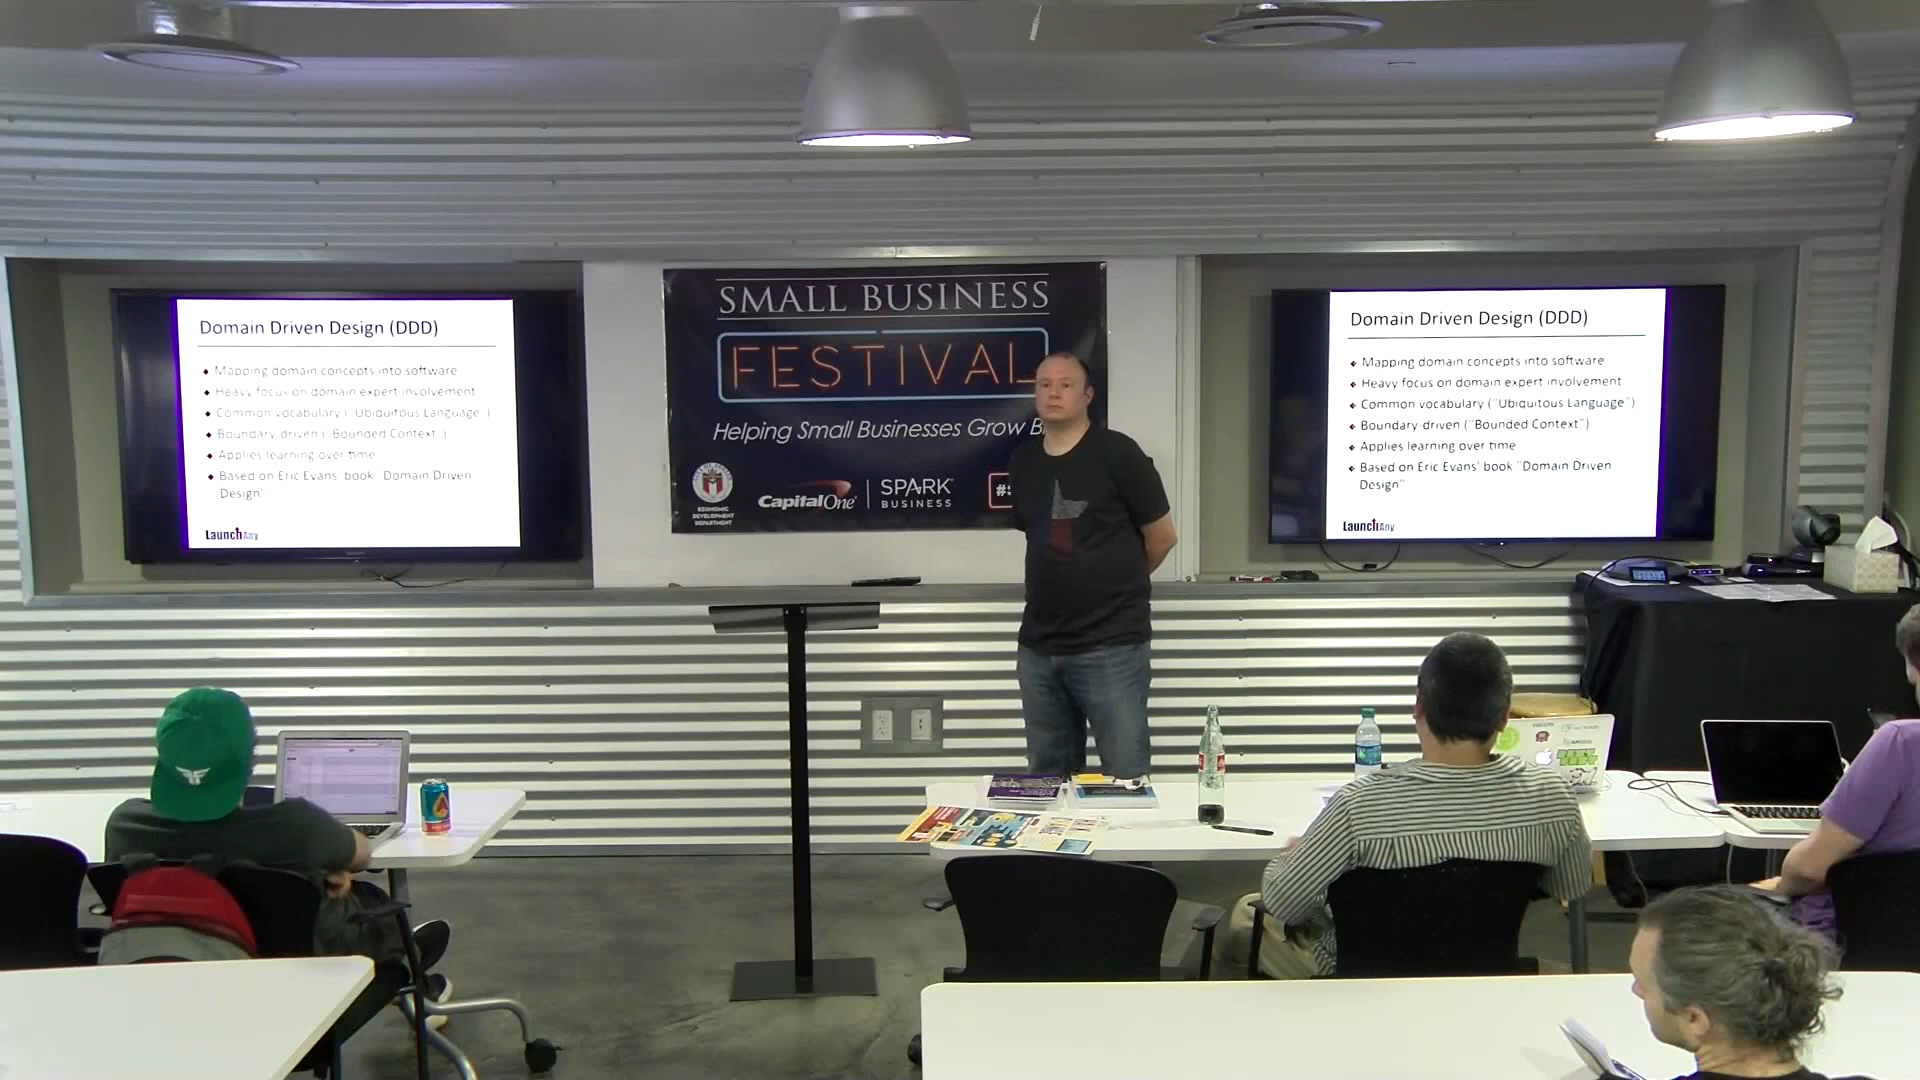 Domain Driven Design (DDD)
Mapping domain concepts into software
Heavy focus on domain expert involvement
Common vocabulary ( Ubiquitous Language )
Boundary-driven ( Bounded Context )
Applies learning over time
Based on Eric Evans' book "Domain Driven
Design"
LaunchAny
SMALL BUSINESS
FESTIVAL
Helping Small Businesses Grow B
ECONOMIC
DEVELOPMENT
DEPARTMENT
CapitalOne
SPARK
BUSINESS
#S
Domain Driven Design (DDD)
Mapping domain concepts into software
Heavy focus on domain expert involvement
Common vocabulary ("Ubiquitous Language")
Boundary-driven ("Bounded Context")
Applies learning over time
Based on Eric Evans' book "Domain Driven
Design"
LaunchAny